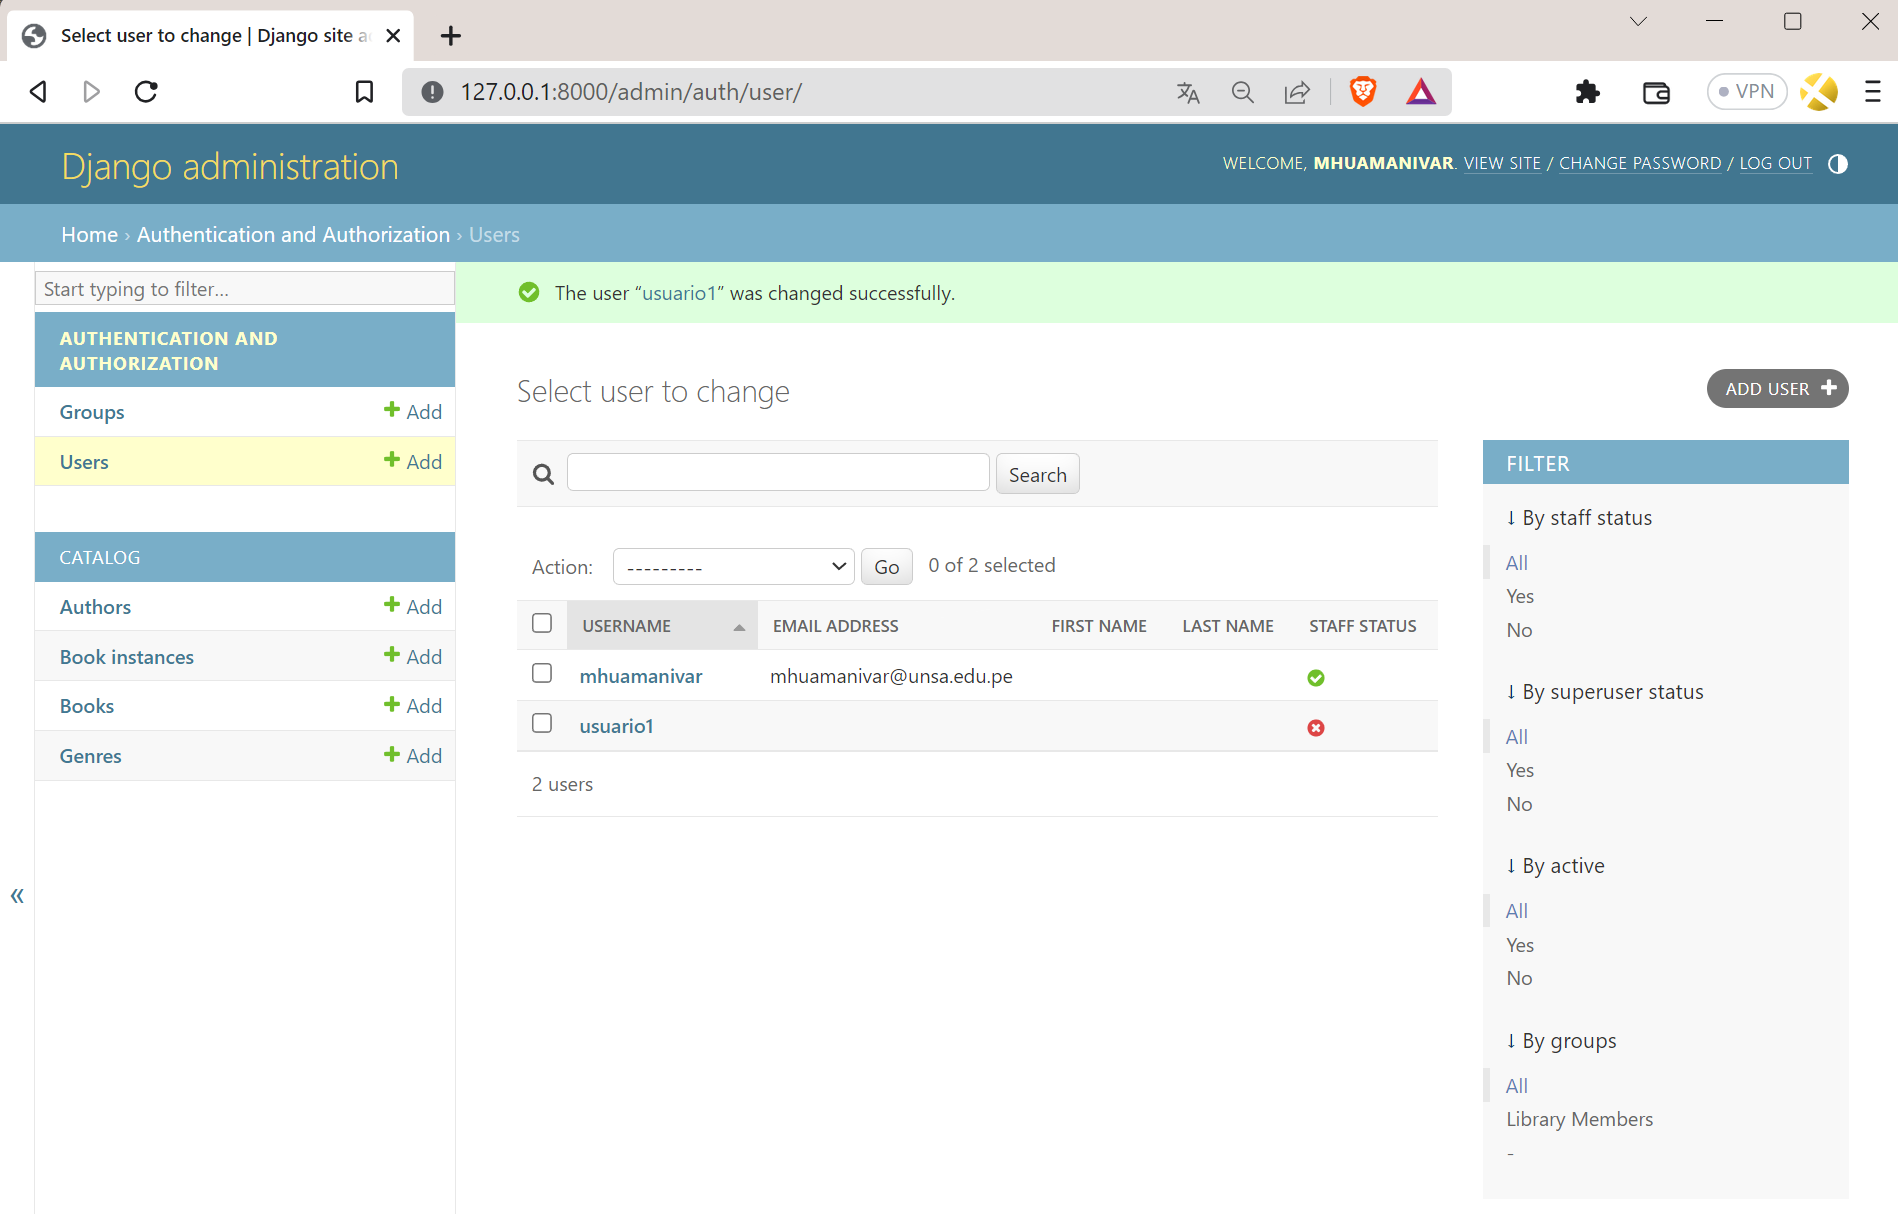 Select user to change | Django site a
127.0.0.1:8000/admin/auth/user/
VPN
Django administration
WELCOME, MHUAMANIVAR. VIEW SITE / CHANGE PASSWORD / LOG OUT
Home › Authentication and Authorization › Users
Start typing to filter...
The user “usuario1” was changed successfully.
AUTHENTICATION AND
AUTHORIZATION
Groups + Add
Users + Add
CATALOG
Authors + Add
Book instances + Add
Books + Add
Genres + Add
«
Select user to change
ADD USER +
Search
Action: --------- Go 0 of 2 selected
USERNAME EMAIL ADDRESS FIRST NAME LAST NAME STAFF STATUS
mhuamanivar mhuamanivar@unsa.edu.pe
usuario1
2 users
FILTER
↓ By staff status
All
Yes
No
↓ By superuser status
All
Yes
No
↓ By active
All
Yes
No
↓ By groups
All
Library Members
-